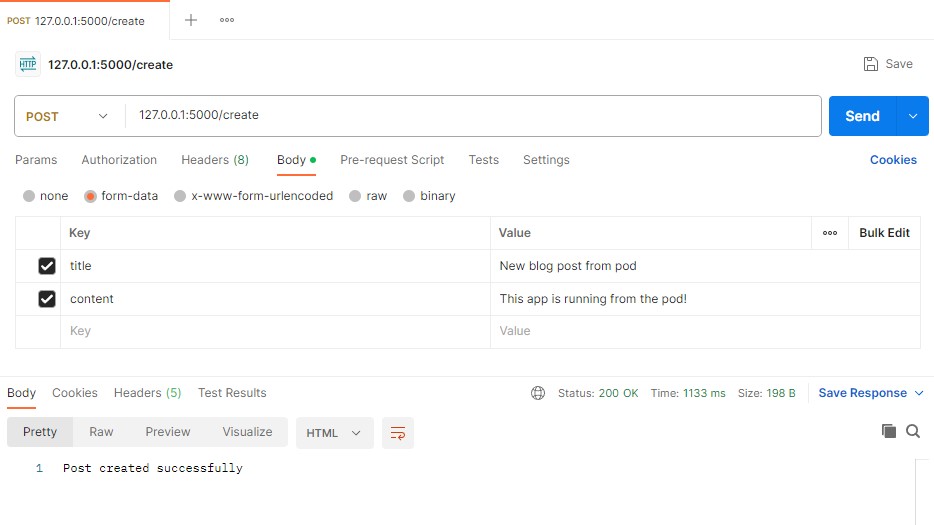 POST 127.0.0.1:5000/create
HTTP 127.0.0.1:5000/create Save
POST 127.0.0.1:5000/create Send
Params Authorization Headers (8) Body Pre-request Script Tests Settings Cookies
none form-data x-www-form-urlencoded raw binary
Key Value Bulk Edit
title New blog post from pod
content This app is running from the pod!
Key Value
Body Cookies Headers (5) Test Results Status: 200 OK Time: 1133 ms Size: 198 B Save Response
Pretty Raw Preview Visualize HTML
1 Post created successfully